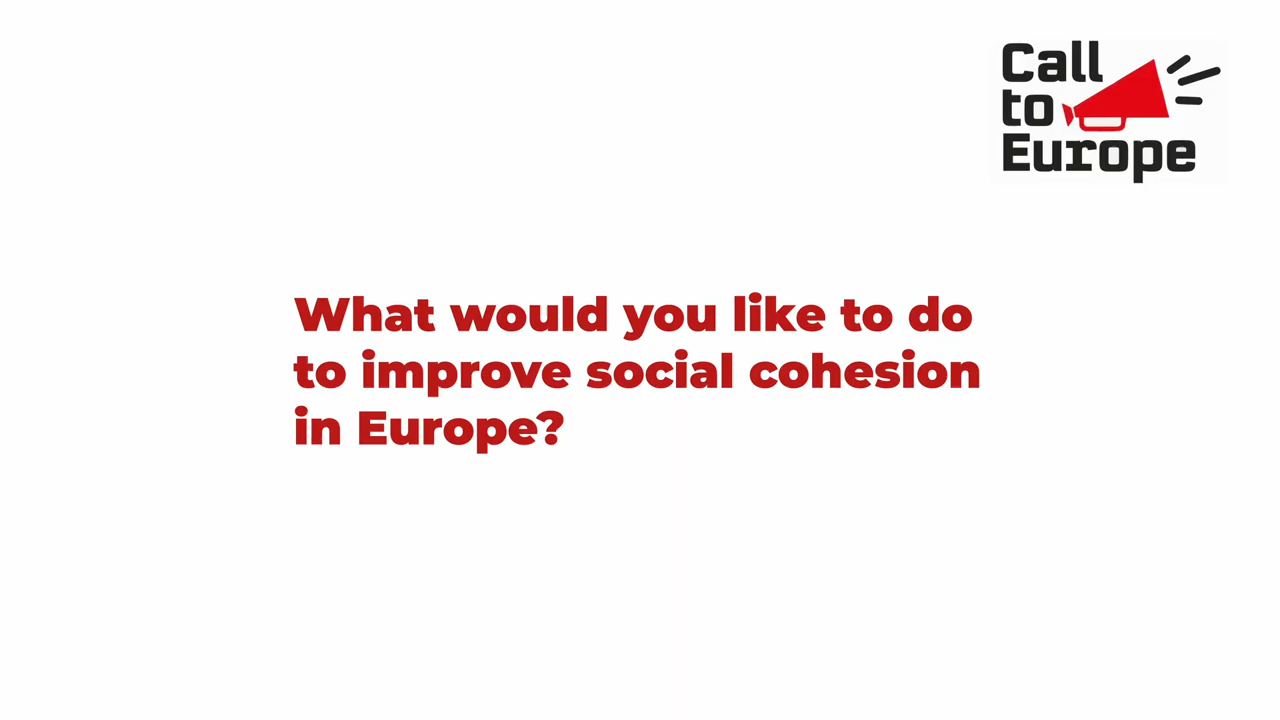 Call
to
Europe
What would you like to do
to improve social cohesion
in Europe?